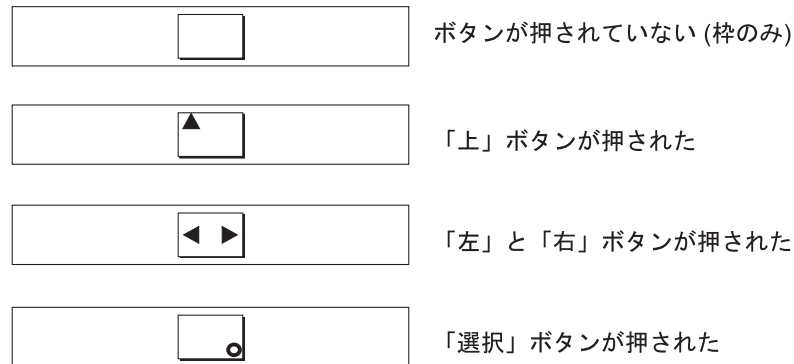 ボタンが押されていない (枠のみ)
「上」ボタンが押された
「左」と「右」ボタンが押された
「選択」ボタンが押された